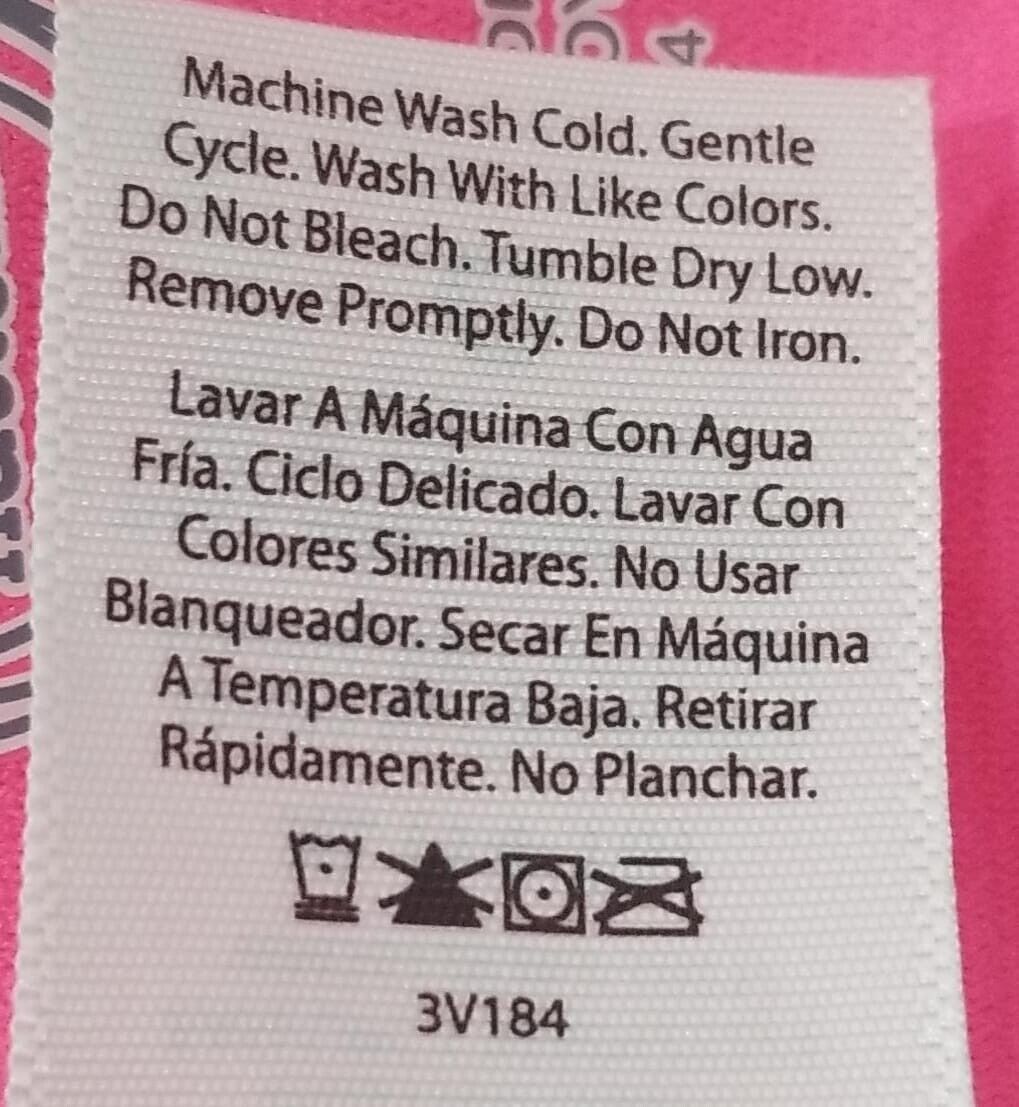 Machine Wash Cold. Gentle
Cycle. Wash With Like Colors.
Do Not Bleach. Tumble Dry Low.
Remove Promptly. Do Not Iron.
Lavar A Máquina Con Agua
Fría. Ciclo Delicado. Lavar Con
Colores Similares. No Usar
Blanqueador. Secar En Máquina
A Temperatura Baja. Retirar
Rápidamente. No Planchar.
3V184